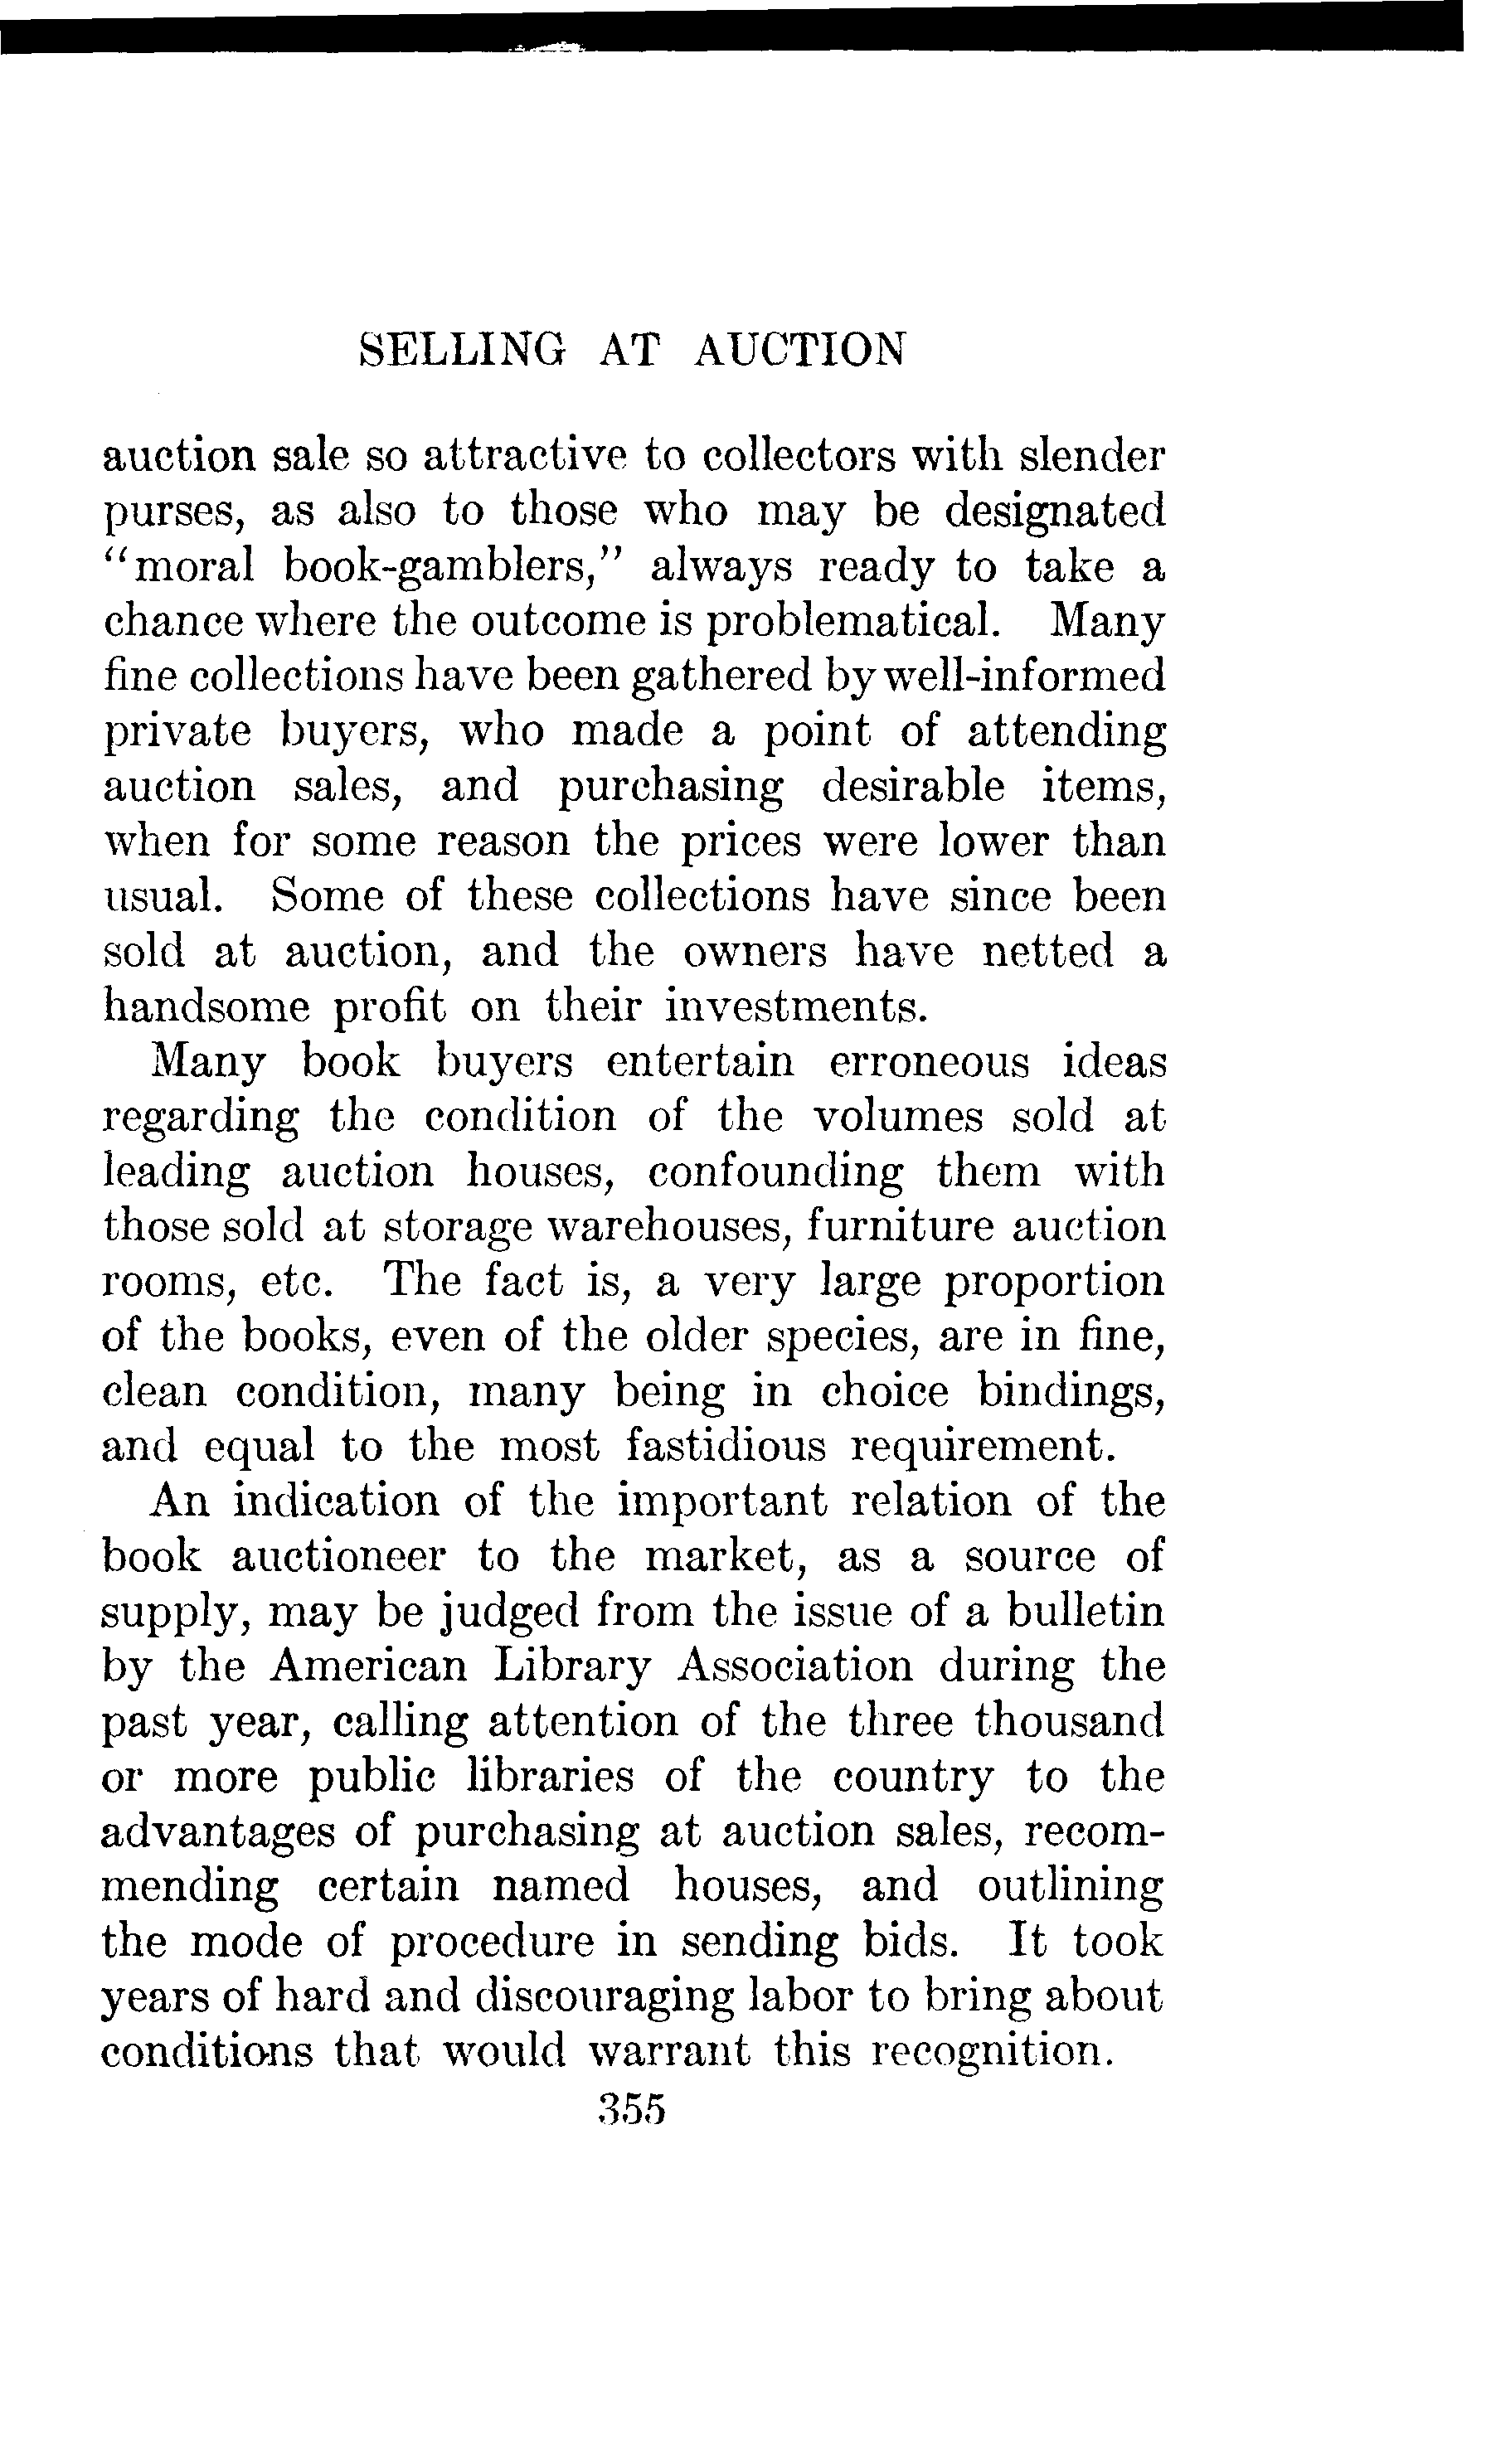 SELLING AT AUCTION
auction sale so attractive to collectors with slender
purses, as also to those who may be designated
"moral book-gamblers," always ready to take a
chance where the outcome is problematical. Many
fine collections have been gathered by well-informed
private buyers, who made a point of attending
auction sales, and purchasing desirable items,
when for some reason the prices were lower than
usual. Some of these collections have since been
sold at auction, and the owners have netted a
handsome profit on their investments.
Many book buyers entertain erroneous ideas
regarding the condition of the volumes sold at
leading auction houses, confounding them with
those sold at storage warehouses, furniture auction
rooms, etc. The fact is, a very large proportion
of the books, even of the older species, are in fine,
clean condition, many being in choice bindings,
and equal to the most fastidious requirement.
An indication of the important relation of the
book auctioneer to the market, as a source of
supply, may be judged from the issue of a bulletin
by the American Library Association during the
past year, calling attention of the three thousand
or more public libraries of the country to the
advantages of purchasing at auction sales, recom-
mending certain named houses, and outlining
the mode of procedure in sending bids. It took
years of hard and discouraging labor to bring about
conditions that would warrant this recognition.
355